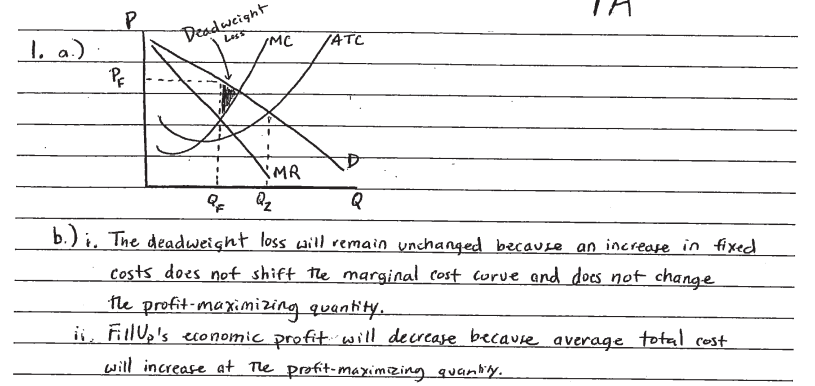 1A
P
Deadweight
Loss
MC
ATC
1. a.)
P_F
D
MR
Q_F
Q_2
Q
b.) i. The deadweight loss will remain unchanged because an increase in fixed
costs does not shift the marginal cost curve and does not change
the profit-maximizing quantity.
ii. FillUp's economic profit will decrease because average total cost
will increase at the profit-maximizing quantity.